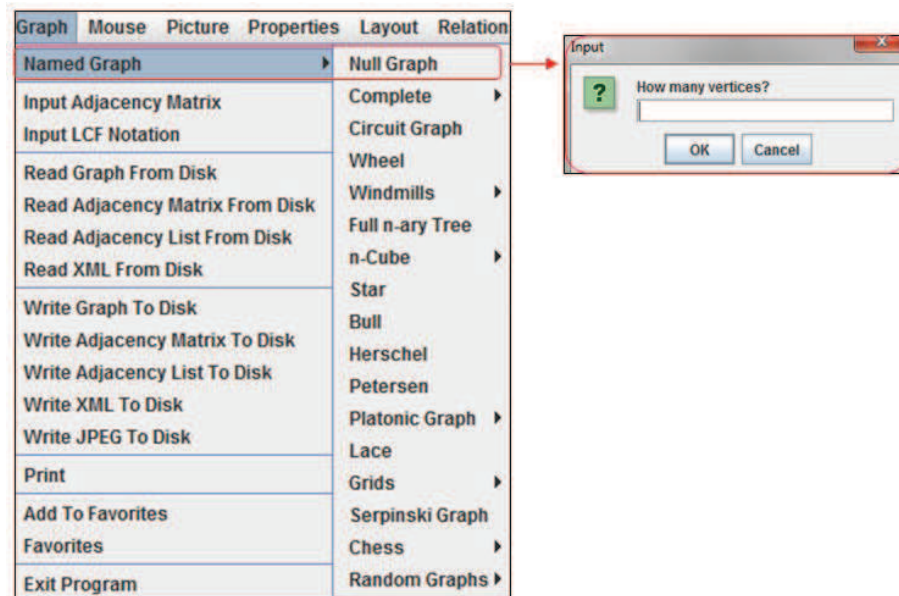 Graph Mouse Picture Properties Layout Relation
Named Graph
Input Adjacency Matrix
Input LCF Notation
Read Graph From Disk
Read Adjacency Matrix From Disk
Read Adjacency List From Disk
Read XML From Disk
Write Graph To Disk
Write Adjacency Matrix To Disk
Write Adjacency List To Disk
Write XML To Disk
Write JPEG To Disk
Print
Add To Favorites
Favorites
Exit Program
Null Graph
Complete
Circuit Graph
Wheel
Windmills
Full n-ary Tree
n-Cube
Star
Bull
Herschel
Petersen
Platonic Graph
Lace
Grids
Serpinski Graph
Chess
Random Graphs
Input
X
?
How many vertices?
OK Cancel